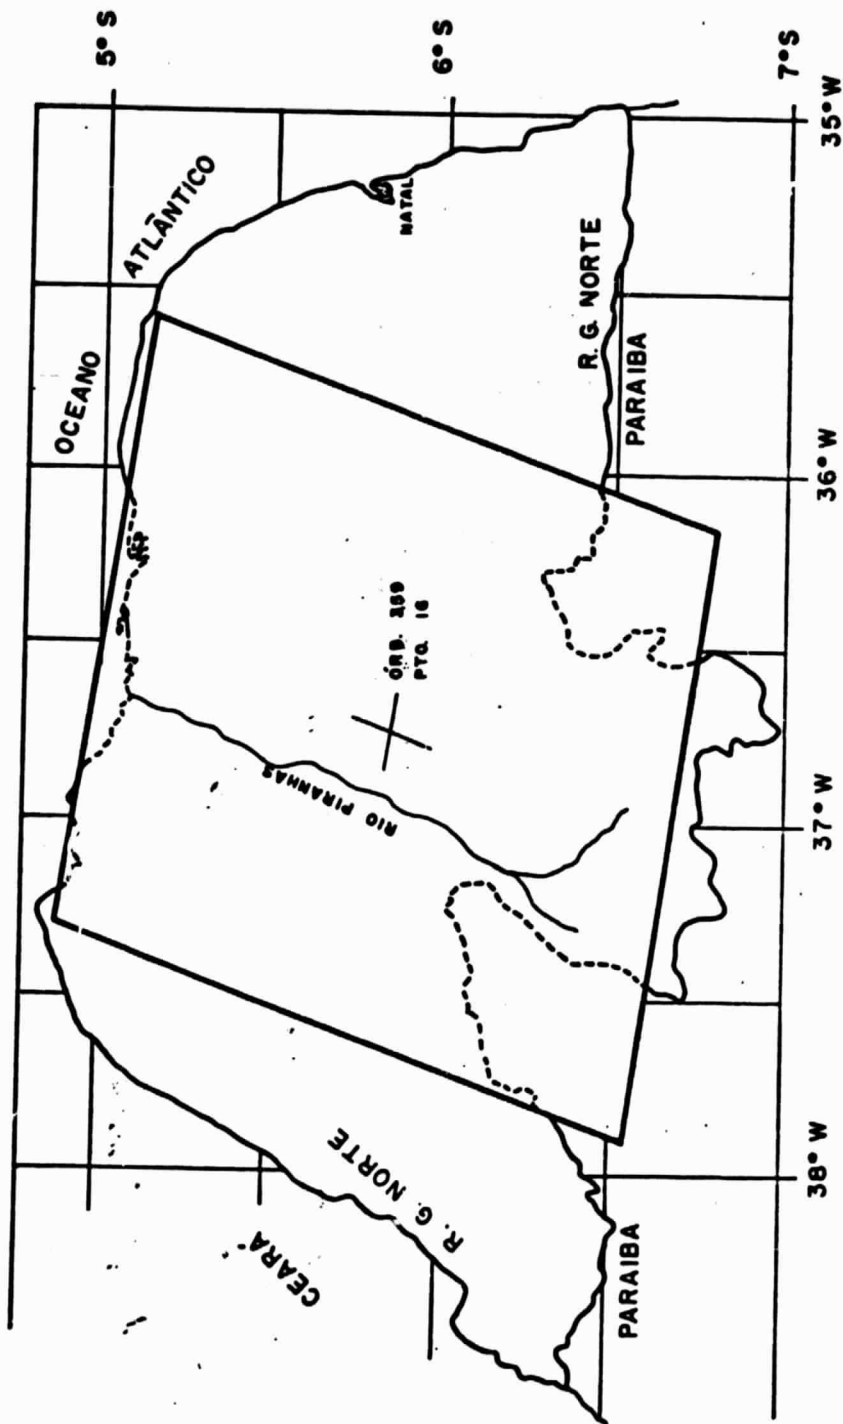 5° S
6° S
7° S
35° W
36° W
37° W
38° W
OCEANO
ATLÂNTICO
NATAL
R. G. NORTE
PARAIBA
ÓRB. 359
PTO. 16
RIO PIRANHAS
R. G. NORTE
CEARÁ
PARAIBA